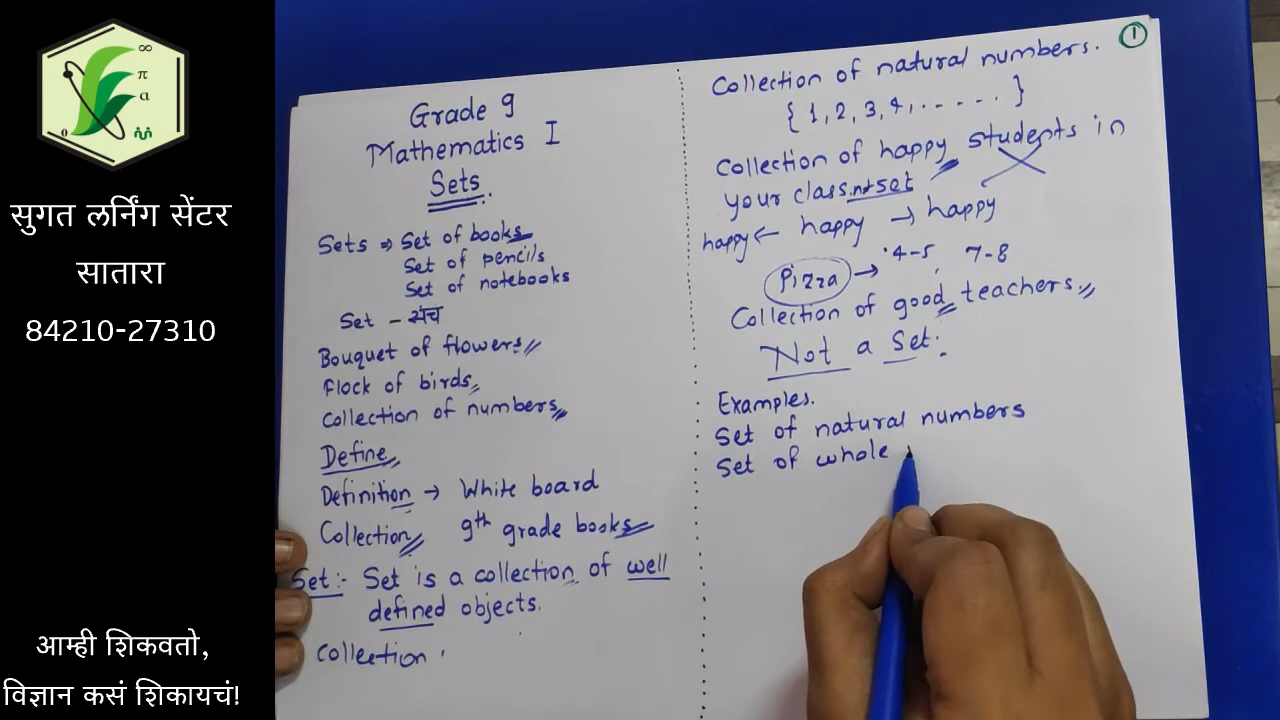 ∞
π
α
सुगत लर्निंग सेंटर
सातारा
84210-27310
आम्ही शिकवतो,
विज्ञान कसं शिकायचं!
Grade 9
Mathematics I
Sets.
Sets ⇒ Set of books
Set of pencils
Set of notebooks
Set - संच
Bouquet of flowers
Flock of birds
Collection of numbers
Define
Definition → White board
Collection 9th grade books
Set:- Set is a collection of well
defined objects.
Collection
1
Collection of natural numbers.
{ 1, 2, 3, 4, ..... }
Collection of happy students in
your class. not set
happy ← happy → happy
Pizza → 4-5, 7-8
Collection of good teachers
Not a Set.
Examples.
Set of natural numbers
Set of whole